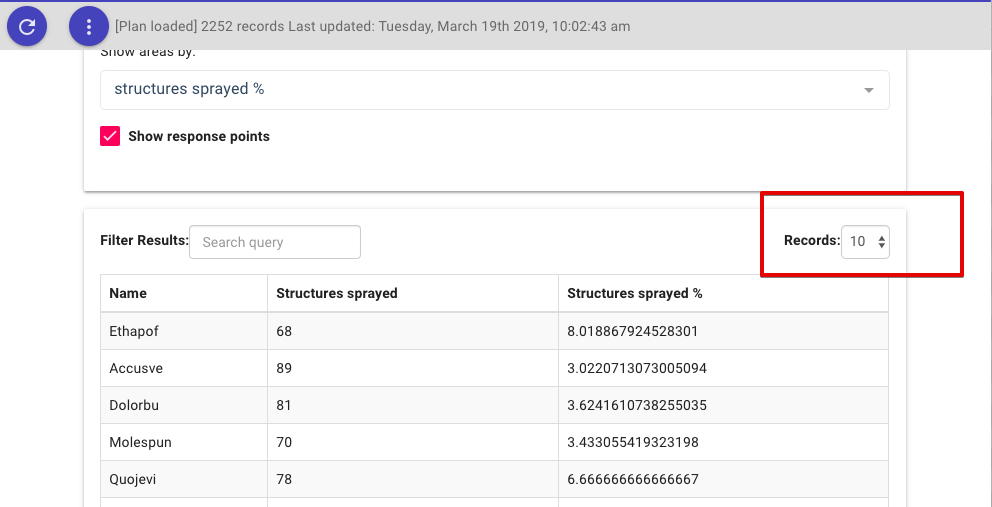 [Plan loaded] 2252 records Last updated: Tuesday, March 19th 2019, 10:02:43 am
Show areas by:
structures sprayed %
Show response points
Filter Results: Search query Records: 10
Name Structures sprayed Structures sprayed %
Ethapof 68 8.018867924528301
Accusve 89 3.0220713073005094
Dolorbu 81 3.6241610738255035
Molespun 70 3.433055419323198
Quojevi 78 6.666666666666667